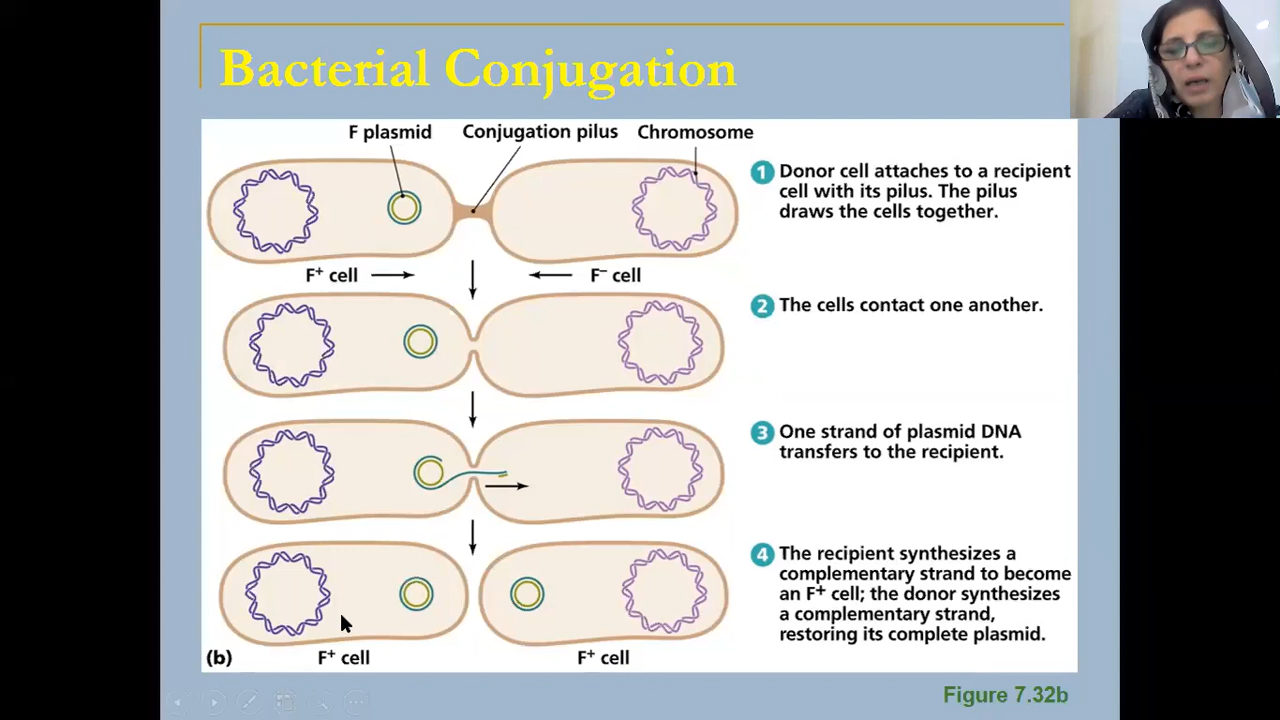 Bacterial Conjugation
F plasmid
Conjugation pilus
Chromosome
1 Donor cell attaches to a recipient
cell with its pilus. The pilus
draws the cells together.
F⁺ cell
F⁻ cell
2 The cells contact one another.
3 One strand of plasmid DNA
transfers to the recipient.
4 The recipient synthesizes a
complementary strand to become
an F⁺ cell; the donor synthesizes
a complementary strand,
restoring its complete plasmid.
(b)
F⁺ cell
F⁺ cell
Figure 7.32b